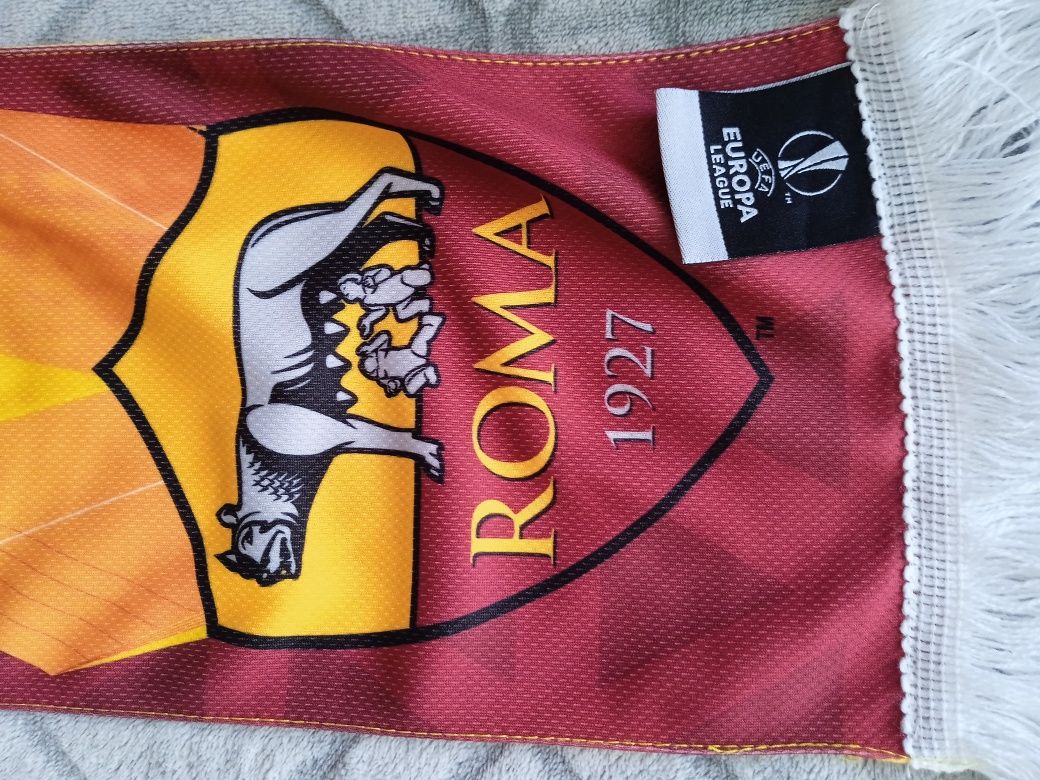 ROMA
1927
TM
TM
UEFA
EUROPA
LEAGUE